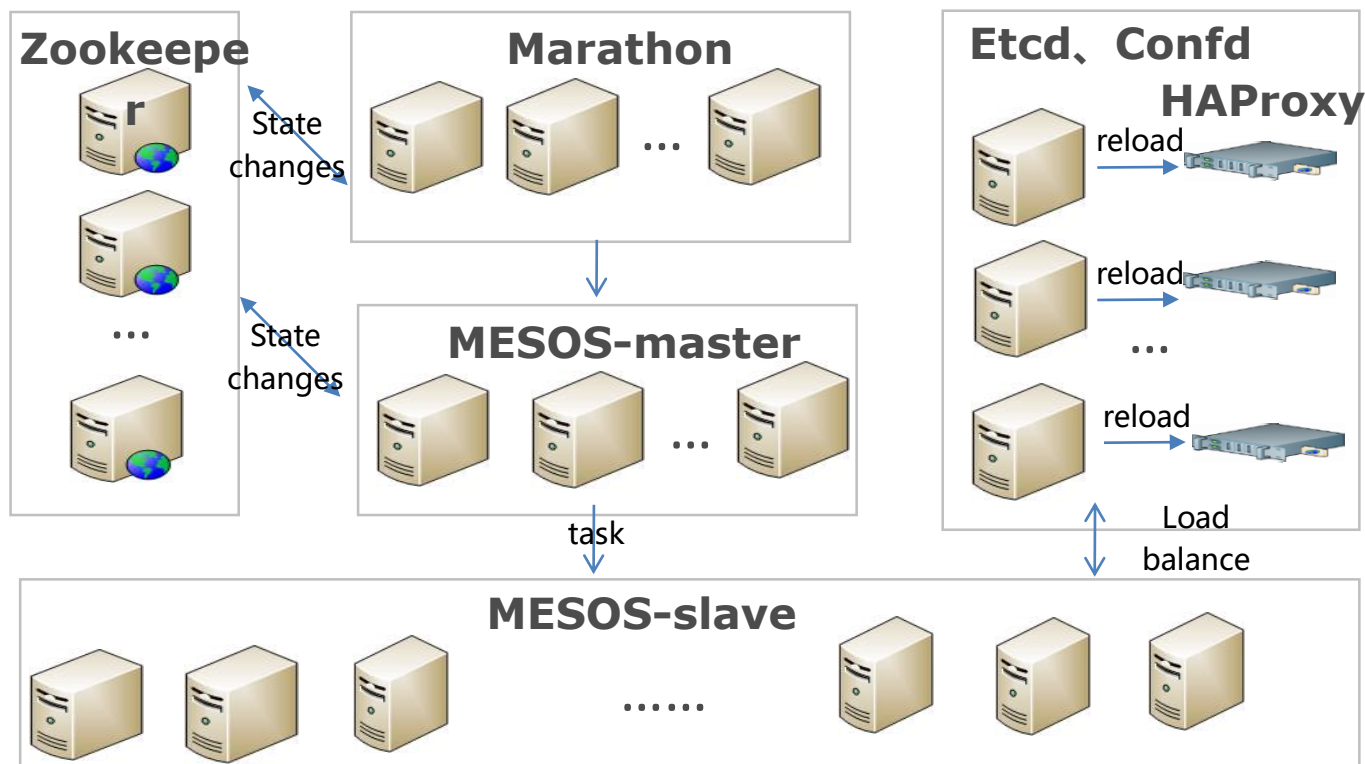 Zookeepe
r
State
changes
State
changes
...
Marathon
...
MESOS-master
...
task
Etcd、Confd
HAProxy
reload
reload
...
reload
Load
balance
MESOS-slave
......